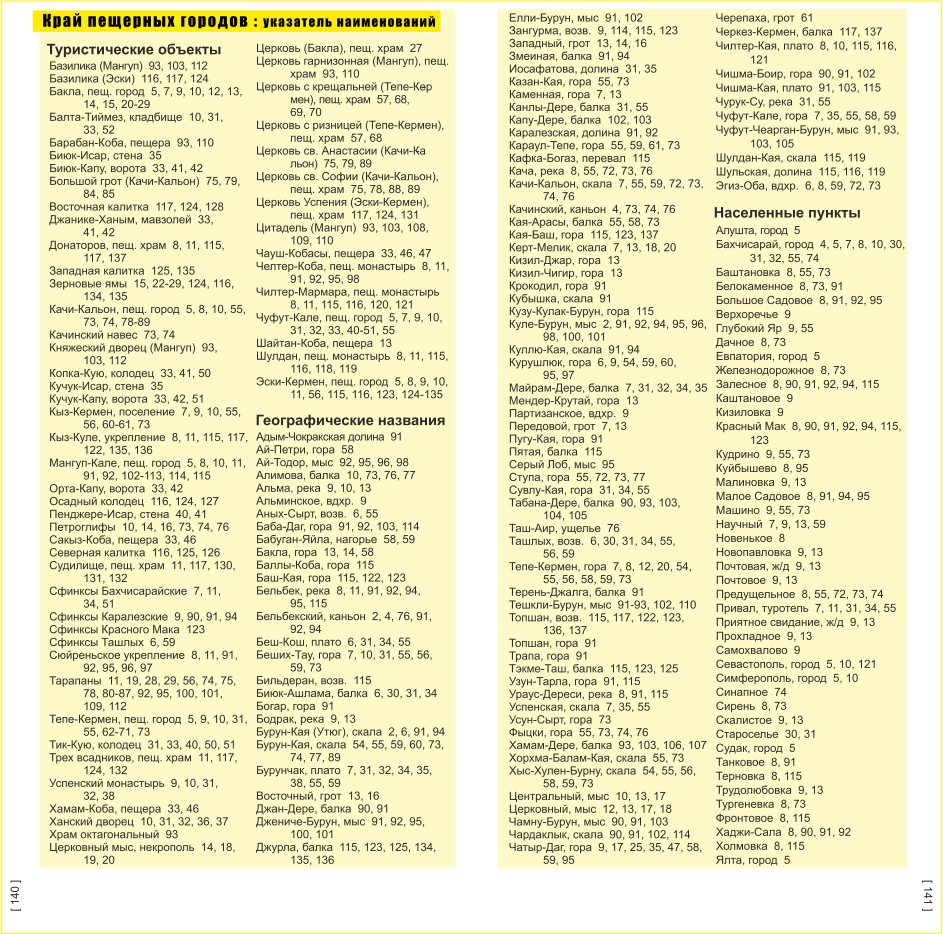 Край пещерных городов : указатель наименований
Туристические объекты
Базилика (Мангуп) 93, 103, 112
Базилика (Эски) 116, 117, 124
Бакла, пещ. город 5, 7, 9, 10, 12, 13,
14, 15, 20-29
Балта-Тиймез, кладбище 10, 31,
33, 52
Барабан-Коба, пещера 93, 110
Биюк-Исар, стена 35
Биюк-Капу, ворота 33, 41, 42
Большой грот (Качи-Кальон) 75, 79,
84, 85
Восточная калитка 117, 124, 128
Джанике-Ханым, мавзолей 33,
41, 42
Донаторов, пещ. храм 8, 11, 115,
117, 137
Западная калитка 125, 135
Зерновые ямы 15, 22-29, 124, 116,
134, 135
Качи-Кальон, пещ. город 5, 8, 10, 55,
73, 74, 78-89
Качинский навес 73, 74
Княжеский дворец (Мангуп) 93,
103, 112
Копка-Кую, колодец 33, 41, 50
Кучук-Исар, стена 35
Кучук-Капу, ворота 33, 42, 51
Кыз-Кермен, поселение 7, 9, 10, 55,
56, 60-61, 73
Кыз-Куле, укрепление 8, 11, 115, 117,
122, 135, 136
Мангуп-Кале, пещ. город 5, 8, 10, 11,
91, 92, 102-113, 114, 115
Орта-Капу, ворота 33, 42
Осадный колодец 116, 124, 127
Пенджере-Исар, стена 40, 41
Петроглифы 10, 14, 16, 73, 74, 76
Сакыз-Коба, пещера 33, 46
Северная калитка 116, 125, 126
Судилище, пещ. храм 11, 117, 130,
131, 132
Сфинксы Бахчисарайские 7, 11,
34, 51
Сфинксы Каралезские 9, 90, 91, 94
Сфинксы Красного Мака 123
Сфинксы Ташлых 6, 59
Сюйреньское укрепление 8, 11, 91,
92, 95, 96, 97
Тарапаны 11, 19, 28, 29, 56, 74, 75,
78, 80-87, 92, 95, 100, 101,
109, 112
Тепе-Кермен, пещ. город 5, 9, 10, 31,
55, 62-71, 73
Тик-Кую, колодец 31, 33, 40, 50, 51
Трех всадников, пещ. храм 11, 117,
124, 132
Успенский монастырь 9, 10, 31,
32, 38
Хамам-Коба, пещера 33, 46
Ханский дворец 10, 31, 32, 36, 37
Храм октагональный 93
Церковный мыс, некрополь 14, 18,
19, 20
Церковь (Бакла), пещ. храм 27
Церковь гарнизонная (Мангуп), пещ.
храм 93, 110
Церковь с крещальней (Тепе-Кер
мен), пещ. храм 57, 68,
69, 70
Церковь с ризницей (Тепе-Кермен),
пещ. храм 57, 68
Церковь св. Анастасии (Качи-Ка
льон) 75, 79, 89
Церковь св. Софии (Качи-Кальон),
пещ. храм 75, 78, 88, 89
Церковь Успения (Эски-Кермен),
пещ. храм 117, 124, 131
Цитадель (Мангуп) 93, 103, 108,
109, 110
Чауш-Кобасы, пещера 33, 46, 47
Челтер-Коба, пещ. монастырь 8, 11,
91, 92, 95, 98
Чилтер-Мармара, пещ. монастырь
8, 11, 115, 116, 120, 121
Чуфут-Кале, пещ. город 5, 7, 9, 10,
31, 32, 33, 40-51, 55
Шайтан-Коба, пещера 13
Шулдан, пещ. монастырь 8, 11, 115,
116, 118, 119
Эски-Кермен, пещ. город 5, 8, 9, 10,
11, 56, 115, 116, 123, 124-135
Географические названия
Адым-Чокракская долина 91
Ай-Петри, гора 58
Ай-Тодор, мыс 92, 95, 96, 98
Алимова, балка 10, 73, 76, 77
Альма, река 9, 10, 13
Альминское, вдхр. 9
Аных-Сырт, возв. 6, 55
Баба-Даг, гора 91, 92, 103, 114
Бабуган-Яйла, нагорье 58, 59
Бакла, гора 13, 14, 58
Баллы-Коба, гора 115
Баш-Кая, гора 115, 122, 123
Бельбек, река 8, 11, 91, 92, 94,
95, 115
Бельбекский, каньон 2, 4, 76, 91,
92, 94
Беш-Кош, плато 6, 31, 34, 55
Беших-Тау, гора 7, 10, 31, 55, 56,
59, 73
Бильдеран, возв. 115
Биюк-Ашлама, балка 6, 30, 31, 34
Богар, гора 91
Бодрак, река 9, 13
Бурун-Кая (Утюг), скала 2, 6, 91, 94
Бурун-Кая, скала 54, 55, 59, 60, 73,
74, 77, 89
Бурунчак, плато 7, 31, 32, 34, 35,
38, 55, 59
Восточный, грот 13, 16
Джан-Дере, балка 90, 91
Джениче-Бурун, мыс 91, 92, 95,
100, 101
Джурла, балка 115, 123, 125, 134,
135, 136
[ 140 ]
Елли-Бурун, мыс 91, 102
Зангурма, возв. 9, 114, 115, 123
Западный, грот 13, 14, 16
Змеиная, балка 91, 94
Иосафатова, долина 31, 35
Казан-Кая, гора 55, 73
Каменная, гора 7, 13
Канлы-Дере, балка 31, 55
Капу-Дере, балка 102, 103
Каралезская, долина 91, 92
Караул-Тепе, гора 55, 59, 61, 73
Кафка-Богаз, перевал 115
Кача, река 8, 55, 72, 73, 76
Качи-Кальон, скала 7, 55, 59, 72, 73,
74, 76
Качинский, каньон 4, 73, 74, 76
Кая-Арасы, балка 55, 58, 73
Кая-Баш, гора 115, 123, 137
Керт-Мелик, скала 7, 13, 18, 20
Кизил-Джар, гора 13
Кизил-Чигир, гора 13
Крокодил, гора 91
Кубышка, скала 91
Кузу-Кулак-Бурун, гора 115
Куле-Бурун, мыс 2, 91, 92, 94, 95, 96,
98, 100, 101
Куллю-Кая, скала 91, 94
Курушлюк, гора 6, 9, 54, 59, 60,
95, 97
Майрам-Дере, балка 7, 31, 32, 34, 35
Мендер-Крутай, гора 13
Партизанское, вдхр. 9
Передовой, грот 7, 13
Пугу-Кая, гора 91
Пятая, балка 115
Серый Лоб, мыс 95
Ступа, гора 55, 72, 73, 77
Сувлу-Кая, гора 31, 34, 55
Табана-Дере, балка 90, 93, 103,
104, 105
Таш-Аир, ущелье 76
Ташлых, возв. 6, 30, 31, 34, 55,
56, 59
Тепе-Кермен, гора 7, 8, 12, 20, 54,
55, 56, 58, 59, 73
Терень-Джалга, балка 91
Тешкли-Бурун, мыс 91-93, 102, 110
Топшан, возв. 115, 117, 122, 123,
136, 137
Топшан, гора 91
Трапа, гора 91
Тэкме-Таш, балка 115, 123, 125
Узун-Тарла, гора 91, 115
Ураус-Дереси, река 8, 91, 115
Успенская, скала 7, 35, 55
Усун-Сырт, гора 73
Фыцки, гора 55, 73, 74, 76
Хамам-Дере, балка 93, 103, 106, 107
Хорхма-Балам-Кая, скала 55, 73
Хыс-Хулен-Бурну, скала 54, 55, 56,
58, 59, 73
Центральный, мыс 10, 13, 17
Церковный, мыс 12, 13, 17, 18
Чамну-Бурун, мыс 90, 91, 103
Чардаклык, скала 90, 91, 102, 114
Чатыр-Даг, гора 9, 17, 25, 35, 47, 58,
59, 95
Черепаха, грот 61
Черкез-Кермен, балка 117, 137
Чилтер-Кая, плато 8, 10, 115, 116,
121
Чишма-Боир, гора 90, 91, 102
Чишма-Кая, плато 91, 103, 115
Чурук-Су, река 31, 55
Чуфут-Кале, гора 7, 35, 55, 58, 59
Чуфут-Чеарган-Бурун, мыс 91, 93,
103, 105
Шулдан-Кая, скала 115, 119
Шульская, долина 115, 116, 119
Эгиз-Оба, вдхр. 6, 8, 59, 72, 73
Населенные пункты
Алушта, город 5
Бахчисарай, город 4, 5, 7, 8, 10, 30,
31, 32, 55, 74
Баштановка 8, 55, 73
Белокаменное 8, 73, 91
Большое Садовое 8, 91, 92, 95
Верхоречье 9
Глубокий Яр 9, 55
Дачное 8, 73
Евпатория, город 5
Железнодорожное 8, 73
Залесное 8, 90, 91, 92, 94, 115
Каштановое 9
Кизиловка 9
Красный Мак 8, 90, 91, 92, 94, 115,
123
Кудрино 9, 55, 73
Куйбышево 8, 95
Малиновка 9, 13
Малое Садовое 8, 91, 94, 95
Машино 9, 55, 73
Научный 7, 9, 13, 59
Новенькое 8
Новопавловка 9, 13
Почтовая, ж/д 9, 13
Почтовое 9, 13
Предущельное 8, 55, 72, 73, 74
Привал, туротель 7, 11, 31, 34, 55
Приятное свидание, ж/д 9, 13
Прохладное 9, 13
Самохвалово 9
Севастополь, город 5, 10, 121
Симферополь, город 5, 10
Синапное 74
Сирень 8, 73
Скалистое 9, 13
Староселье 30, 31
Судак, город 5
Танковое 8, 91
Терновка 8, 115
Трудолюбовка 9, 13
Тургеневка 8, 73
Фронтовое 8, 115
Хаджи-Сала 8, 90, 91, 92
Холмовка 8, 115
Ялта, город 5
[ 141 ]